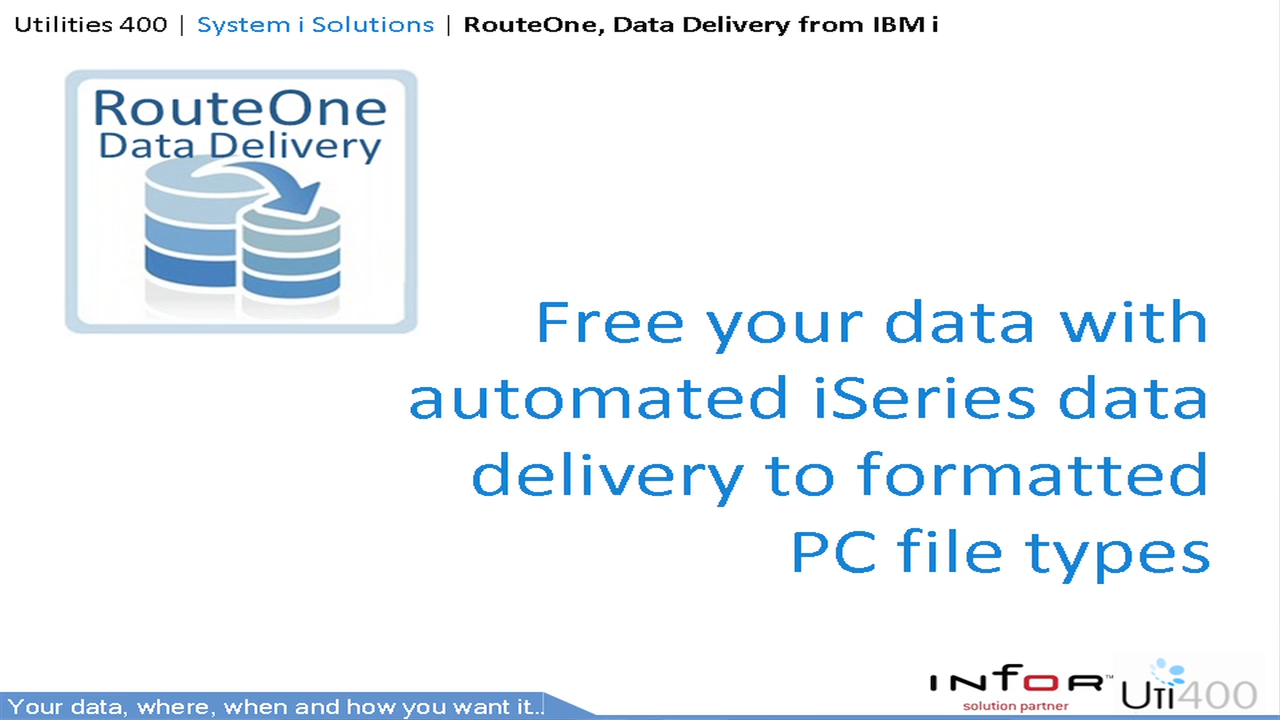 Utilities 400 | System i Solutions | RouteOne, Data Delivery from IBM i
RouteOne
Data Delivery
Free your data with
automated iSeries data
delivery to formatted
PC file types
Your data, where, when and how you want it..
INFOR™
solution partner
Uti400